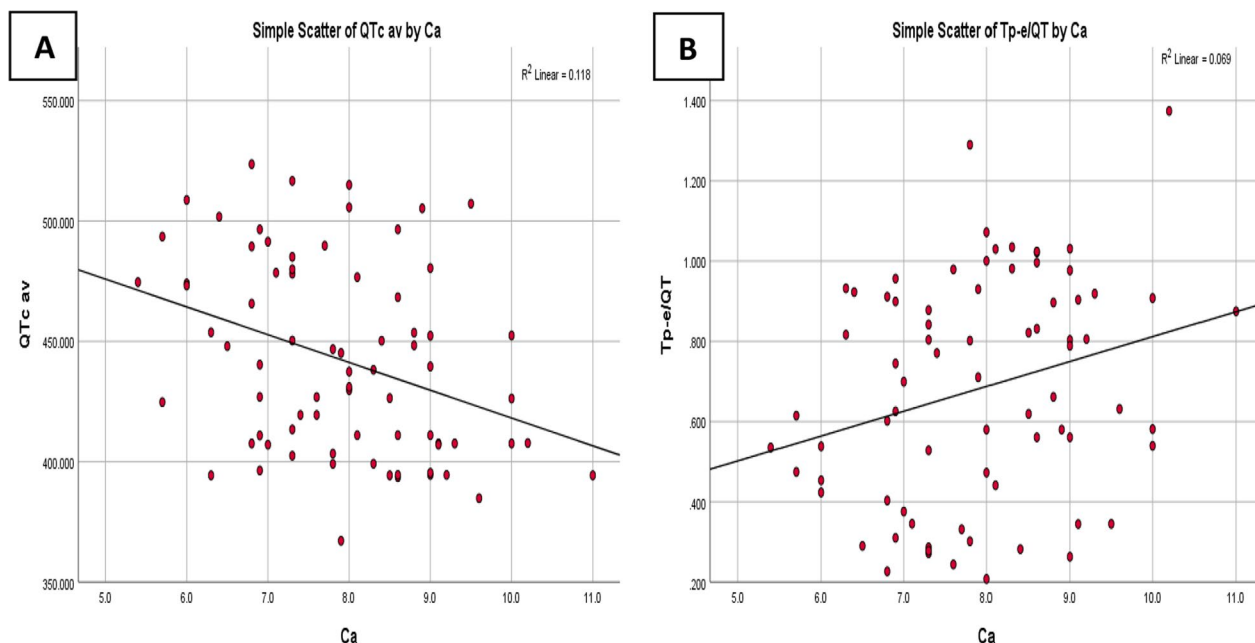 A
Simple Scatter of QTc av by Ca
R2 Linear = 0.118
550.000
500.000
450.000
400.000
350.000
QTc av
5.0 6.0 7.0 8.0 9.0 10.0 11.0
Ca
B
Simple Scatter of Tp-e/QT by Ca
R2 Linear = 0.069
1.400
1.200
1.000
.800
.600
.400
.200
Tp-e/QT
5.0 6.0 7.0 8.0 9.0 10.0 11.0
Ca